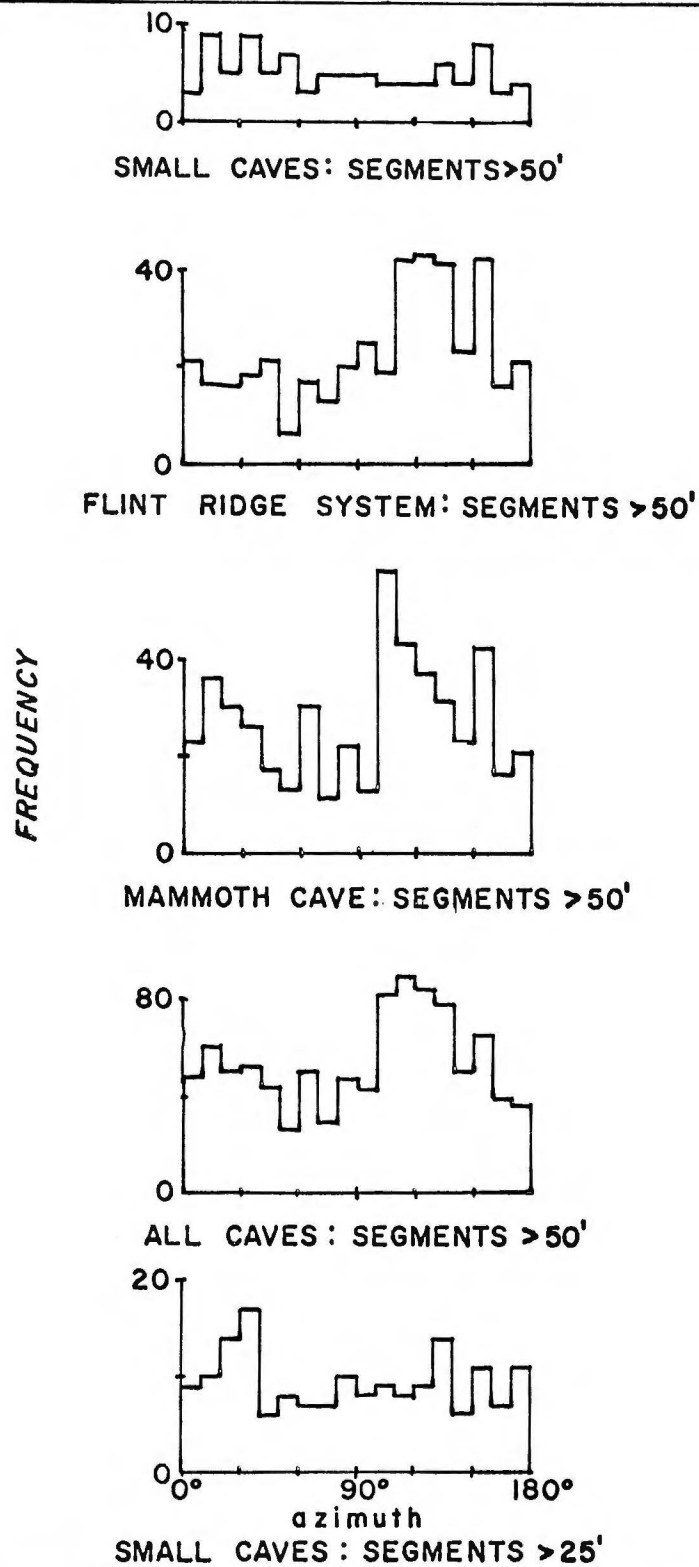 10
0
SMALL CAVES: SEGMENTS>50'
40
0
FLINT RIDGE SYSTEM: SEGMENTS >50'
FREQUENCY
40
0
MAMMOTH CAVE: SEGMENTS >50'
80
0
ALL CAVES: SEGMENTS >50'
20
0
0° 90° 180°
azimuth
SMALL CAVES: SEGMENTS >25'